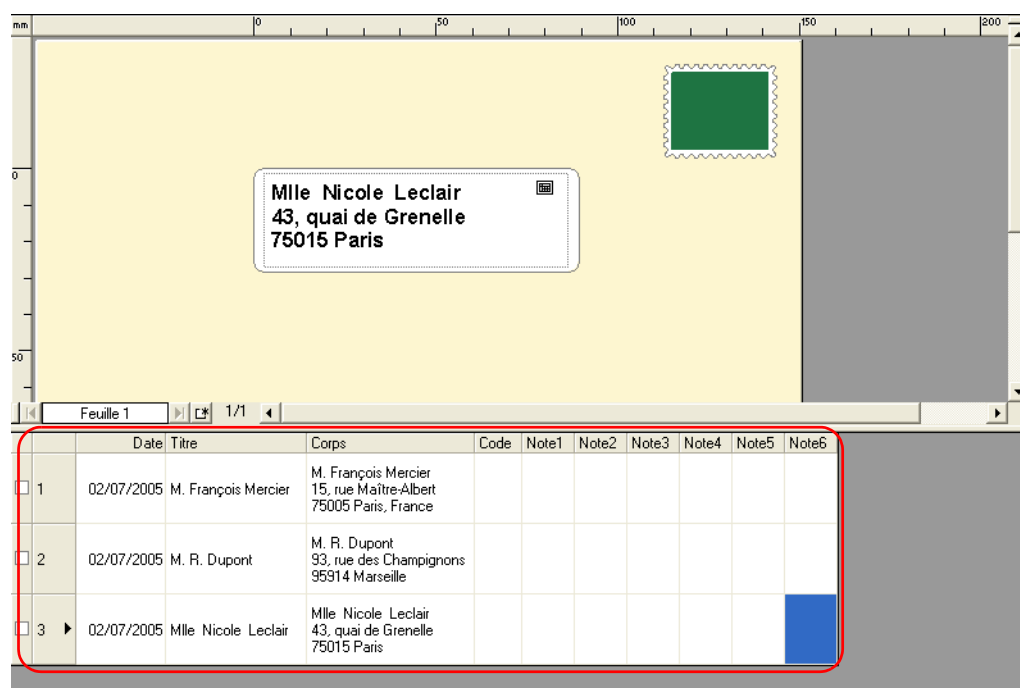 mm 0 50 100 150 200
0
50
Mlle Nicole Leclair
43, quai de Grenelle
75015 Paris
Feuille 1 1/1
Date Titre Corps Code Note1 Note2 Note3 Note4 Note5 Note6
1 02/07/2005 M. François Mercier M. François Mercier
15, rue Maître-Albert
75005 Paris, France
2 02/07/2005 M. R. Dupont M. R. Dupont
93, rue des Champignons
95914 Marseille
3 02/07/2005 Mlle Nicole Leclair Mlle Nicole Leclair
43, quai de Grenelle
75015 Paris